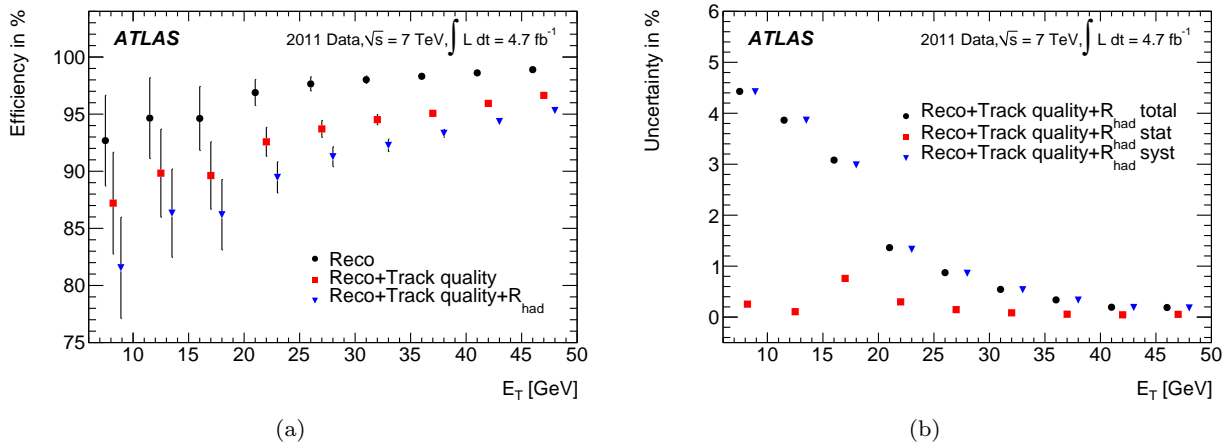 Efficiency in %
ATLAS
2011 Data,√s = 7 TeV,∫ L dt = 4.7 fb⁻¹
100
95
90
85
80
75
Reco
Reco+Track quality
Reco+Track quality+R_had
10 15 20 25 30 35 40 45 50
E_T [GeV]
(a)
Uncertainty in %
ATLAS
2011 Data,√s = 7 TeV,∫ L dt = 4.7 fb⁻¹
6
5
4
3
2
1
0
Reco+Track quality+R_had total
Reco+Track quality+R_had stat
Reco+Track quality+R_had syst
10 15 20 25 30 35 40 45 50
E_T [GeV]
(b)